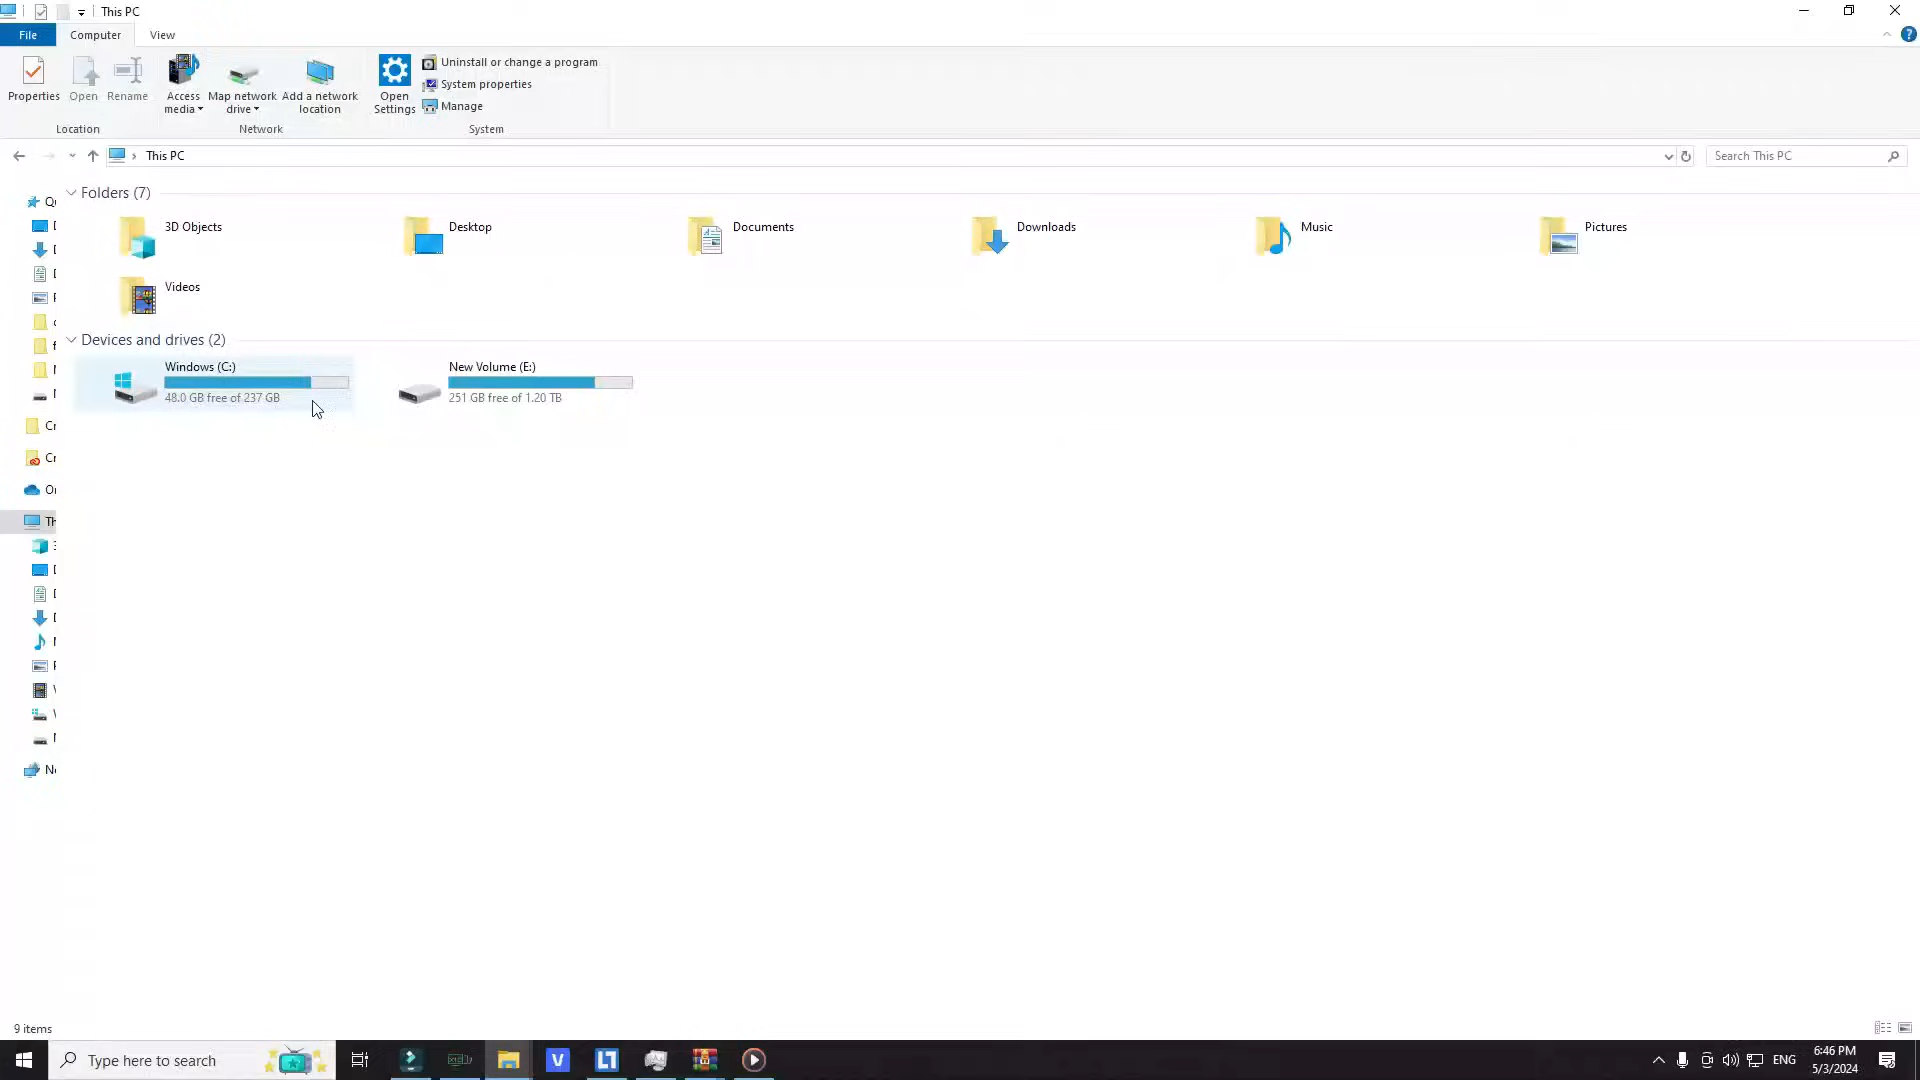 This PC
File Computer View
Properties Open Rename Access media Map network drive Add a network location Open Settings Uninstall or change a program
System properties
Manage
Location Network System
This PC Search This PC
Folders (7)
3D Objects Desktop Documents Downloads Music Pictures
Videos
Devices and drives (2)
Windows (C:) New Volume (E:)
48.0 GB free of 237 GB 251 GB free of 1.20 TB
9 items
Type here to search ENG 6:46 PM
5/3/2024